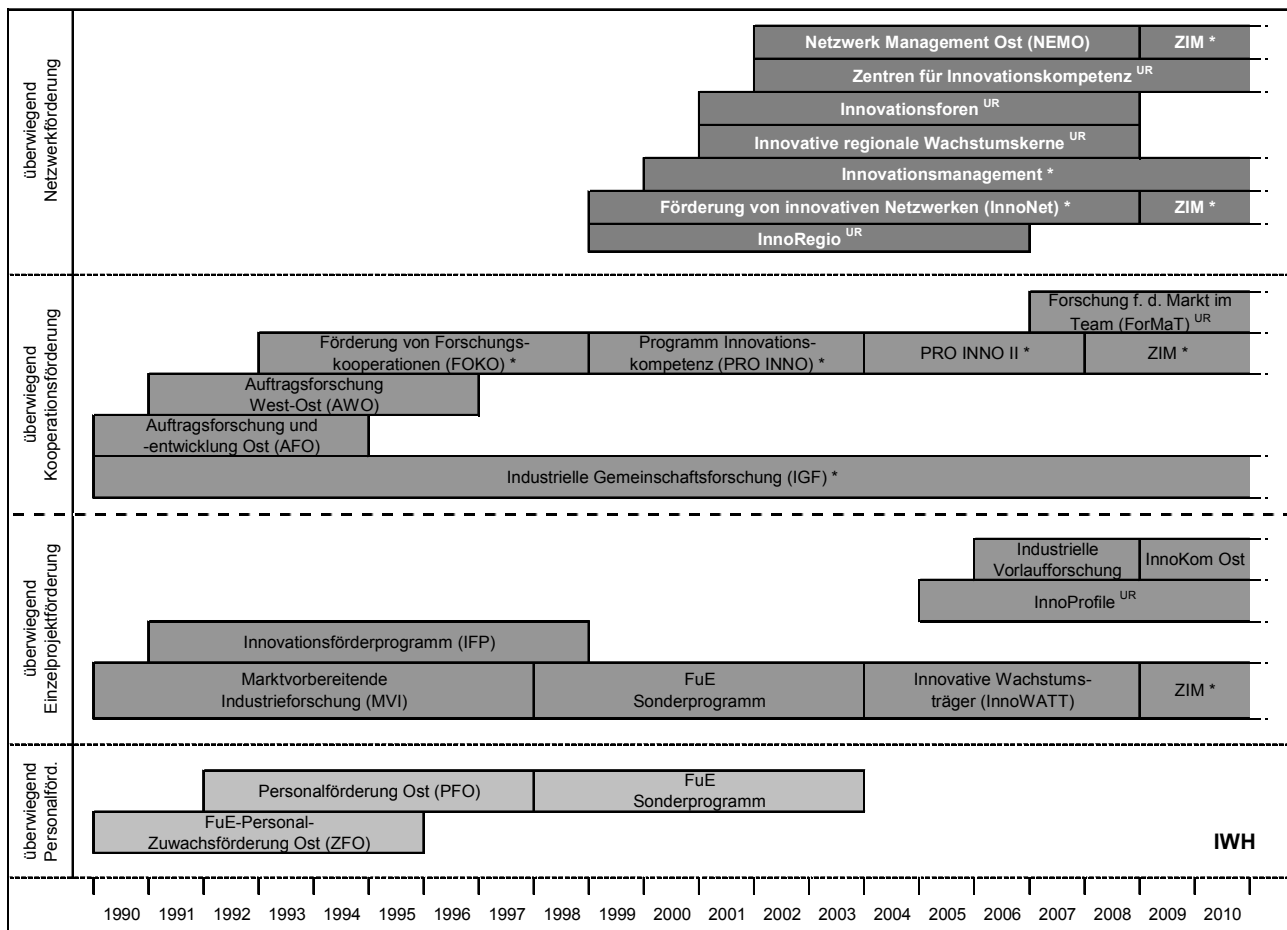 überwiegend
Netzwerkförderung
Netzwerk Management Ost (NEMO)
ZIM *
Zentren für Innovationskompetenz UR
Innovationsforen UR
Innovative regionale Wachstumskerne UR
Innovationsmanagement *
Förderung von innovativen Netzwerken (InnoNet) *
ZIM *
InnoRegio UR
überwiegend
Kooperationsförderung
Forschung f. d. Markt im
Team (ForMaT) UR
Förderung von Forschungs-
kooperationen (FOKO) *
Programm Innovations-
kompetenz (PRO INNO) *
PRO INNO II *
ZIM *
Auftragsforschung
West-Ost (AWO)
Auftragsforschung und
-entwicklung Ost (AFO)
Industrielle Gemeinschaftsforschung (IGF) *
überwiegend
Einzelprojektförderung
Industrielle
Vorlaufforschung
InnoKom Ost
InnoProfile UR
Innovationsförderprogramm (IFP)
Marktvorbereitende
Industrieforschung (MVI)
FuE
Sonderprogramm
Innovative Wachstums-
träger (InnoWATT)
ZIM *
überwiegend
Personalförd.
Personalförderung Ost (PFO)
FuE
Sonderprogramm
FuE-Personal-
Zuwachsförderung Ost (ZFO)
IWH
1990 1991 1992 1993 1994 1995 1996 1997 1998 1999 2000 2001 2002 2003 2004 2005 2006 2007 2008 2009 2010